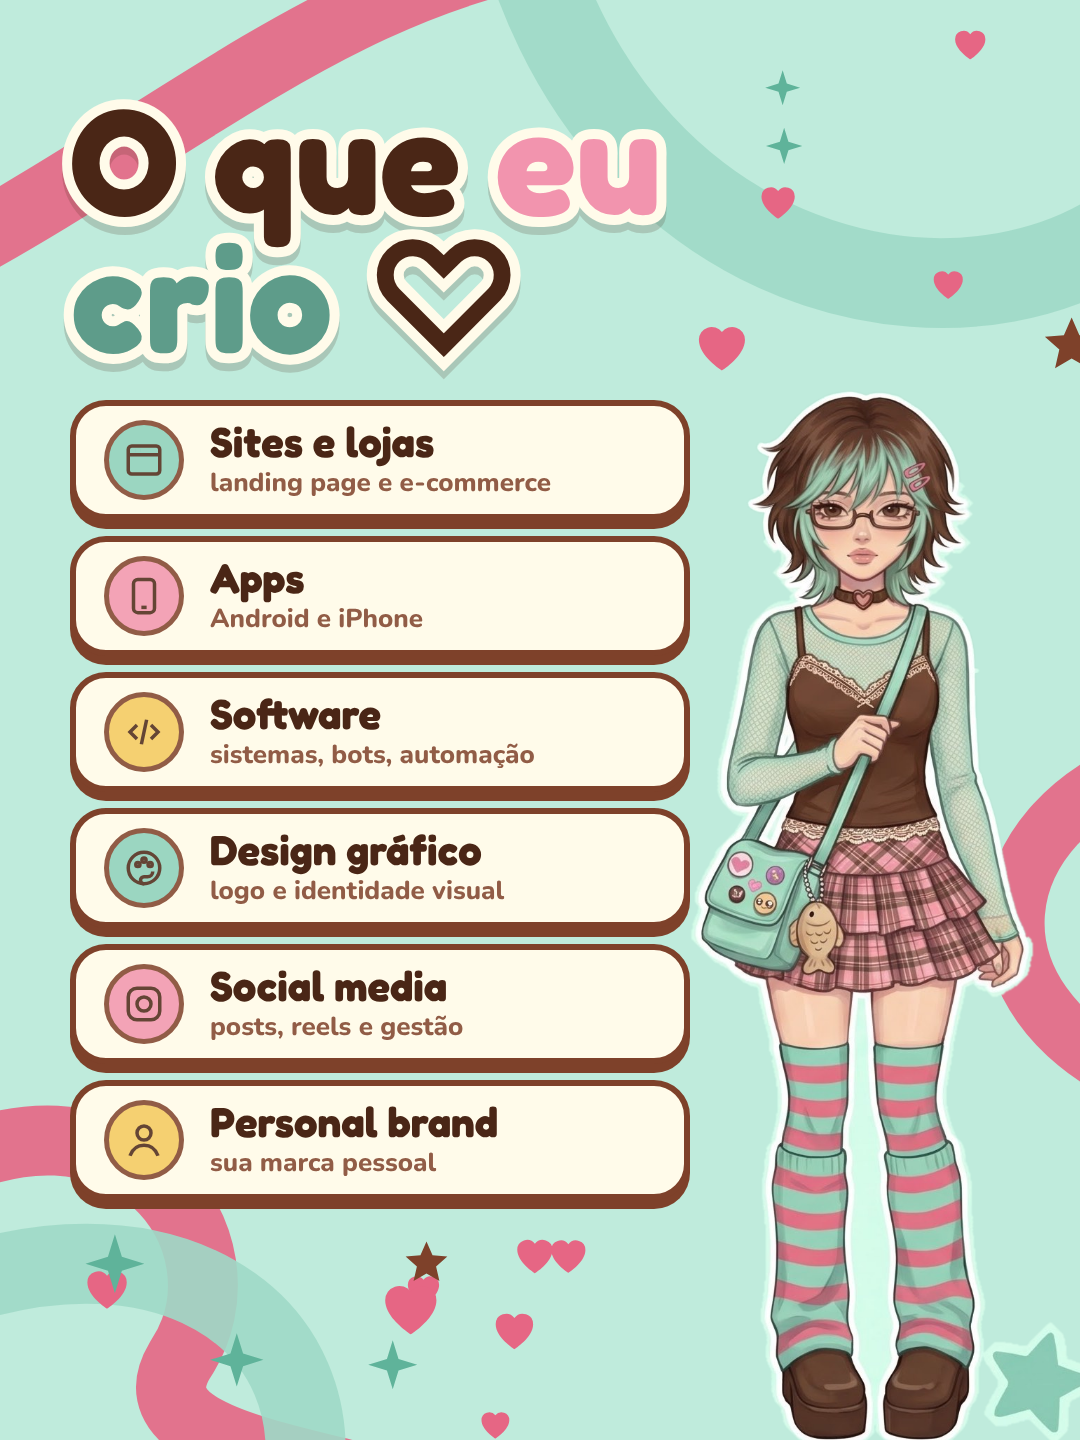 O que eu
crio
Sites e lojas
landing page e e-commerce
Apps
Android e iPhone
Software
sistemas, bots, automação
Design gráfico
logo e identidade visual
Social media
posts, reels e gestão
Personal brand
sua marca pessoal